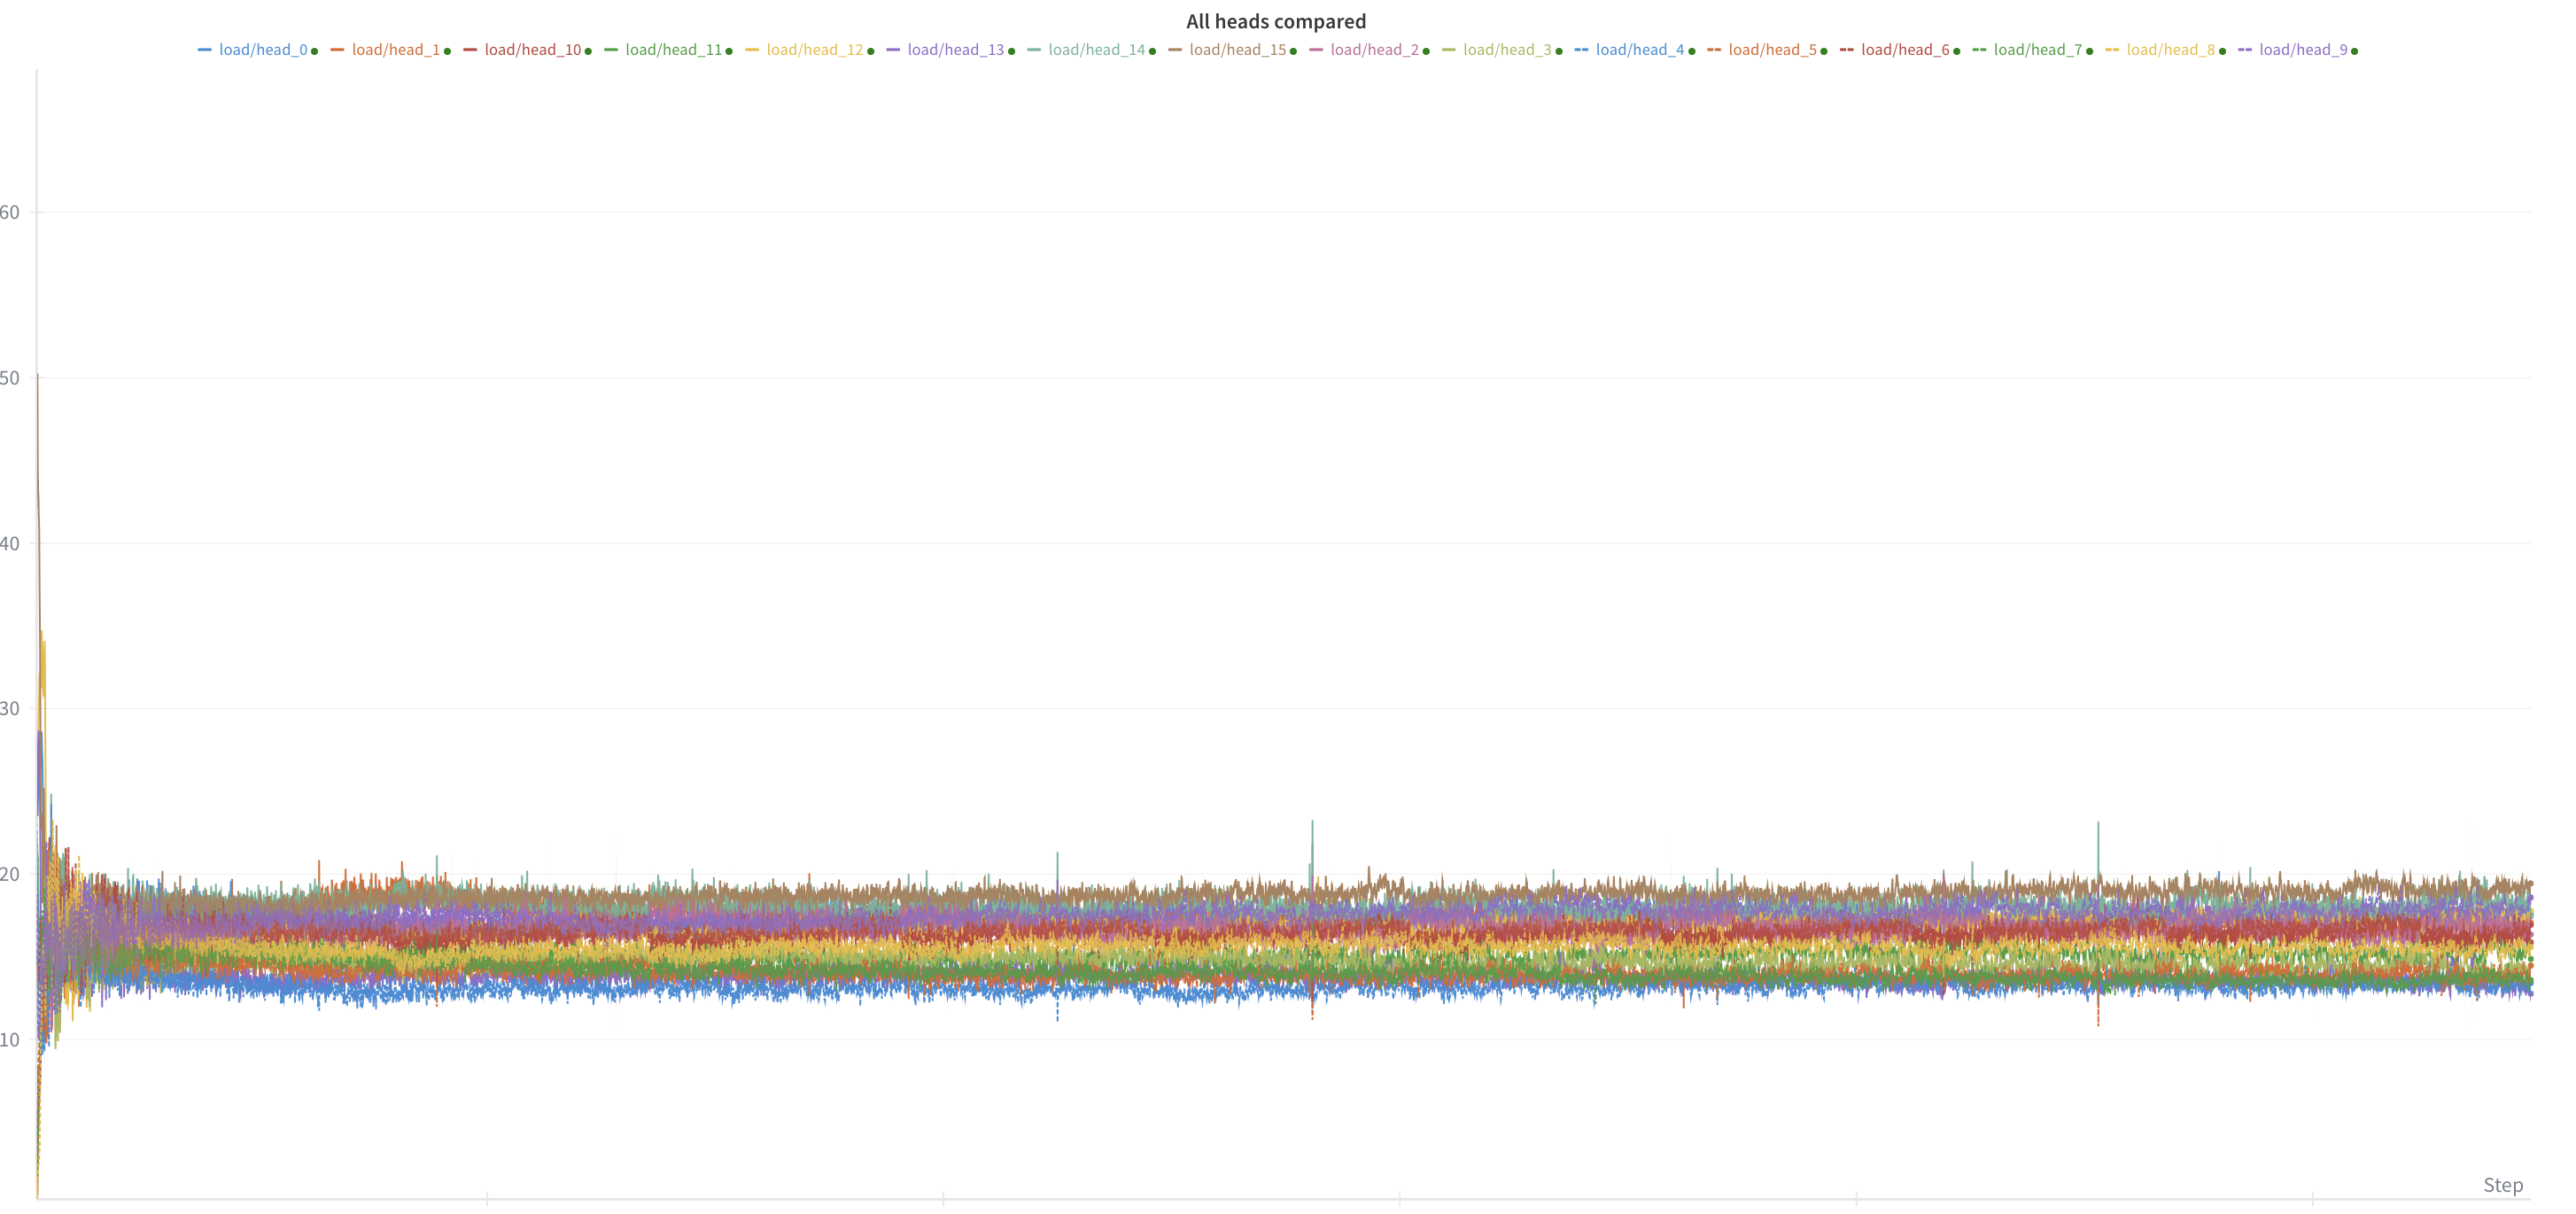 All heads compared
load/head_0 load/head_1 load/head_10 load/head_11 load/head_12 load/head_13 load/head_14 load/head_15 load/head_2 load/head_3 load/head_4 load/head_5 load/head_6 load/head_7 load/head_8 load/head_9
60
50
40
30
20
10
Step